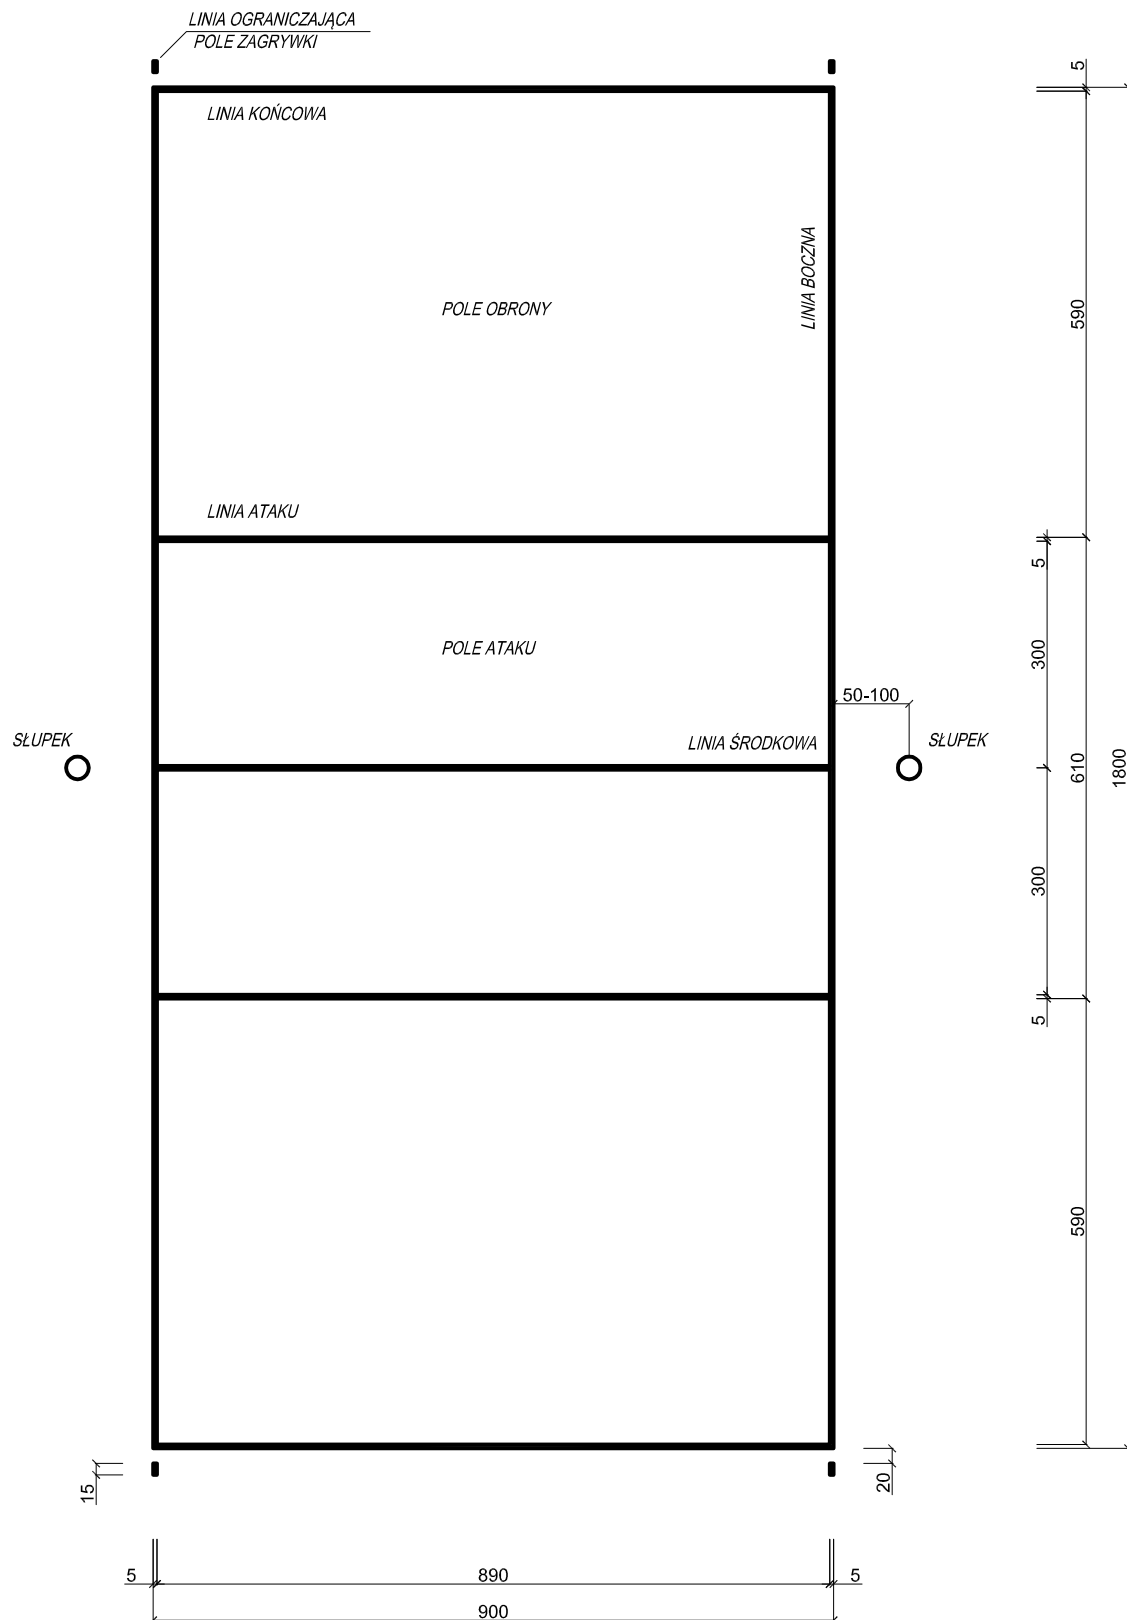 LINIA OGRANICZAJĄCA
POLE ZAGRYWKI
5
LINIA KOŃCOWA
LINIA BOCZNA
POLE OBRONY
590
LINIA ATAKU
5
POLE ATAKU
300
50-100
SŁUPEK
LINIA ŚRODKOWA
SŁUPEK
610
1800
300
5
590
15
20
5
890
5
900